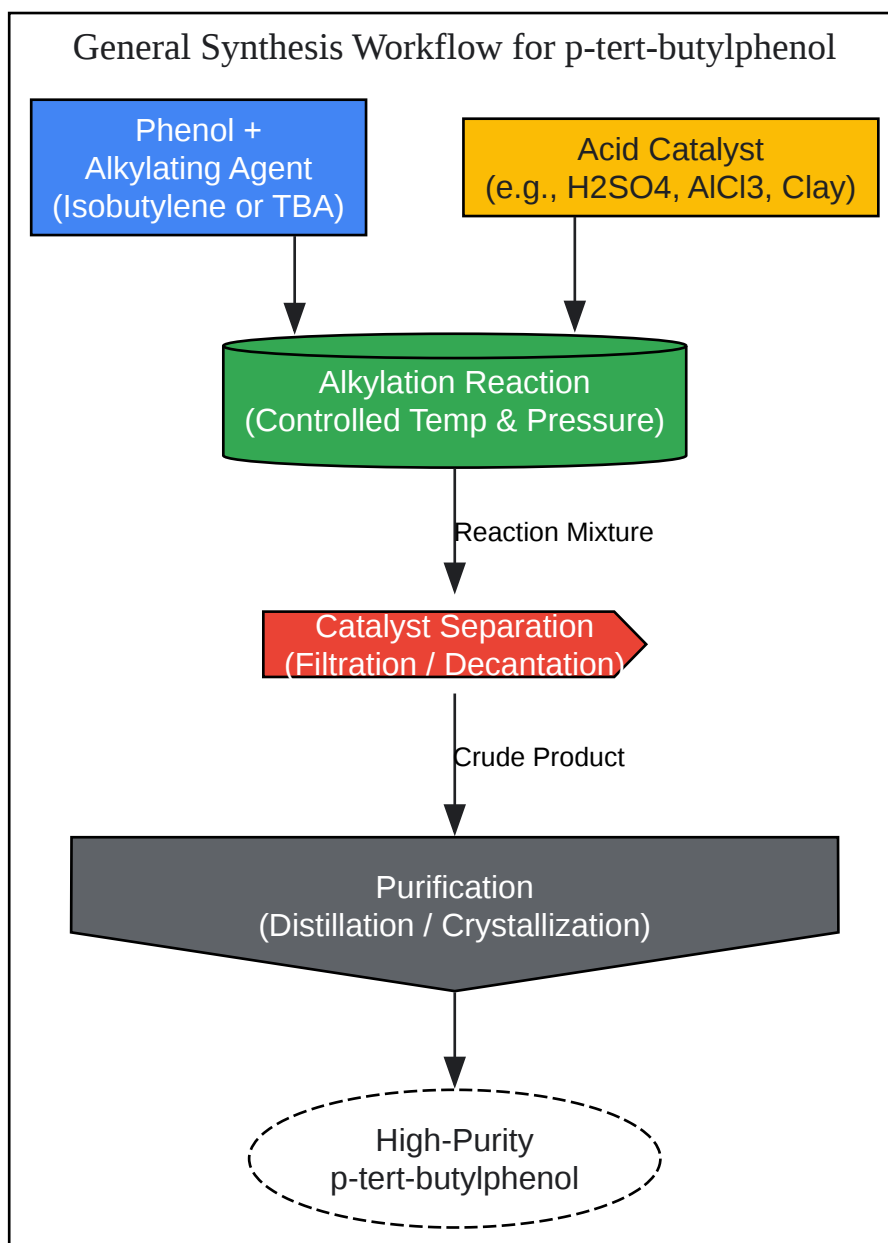 General Synthesis Workflow for p-tert-butylphenol
Phenol +
Alkylating Agent
(Isobutylene or TBA)
Acid Catalyst
(e.g., H2SO4, AlCl3, Clay)
Alkylation Reaction
(Controlled Temp & Pressure)
Reaction Mixture
Catalyst Separation
(Filtration / Decantation)
Crude Product
Purification
(Distillation / Crystallization)
High-Purity
p-tert-butylphenol